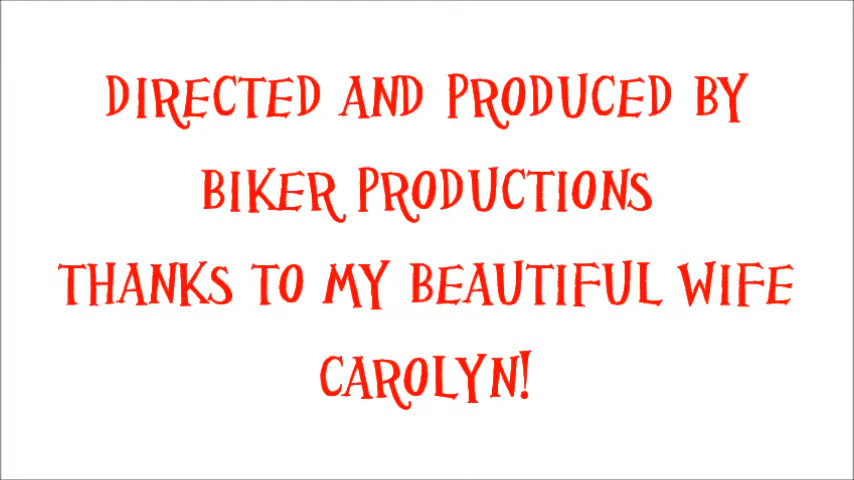 DIRECTED AND PRODUCED BY
BIKER PRODUCTIONS
THANKS TO MY BEAUTIFUL WIFE
CAROLYN!